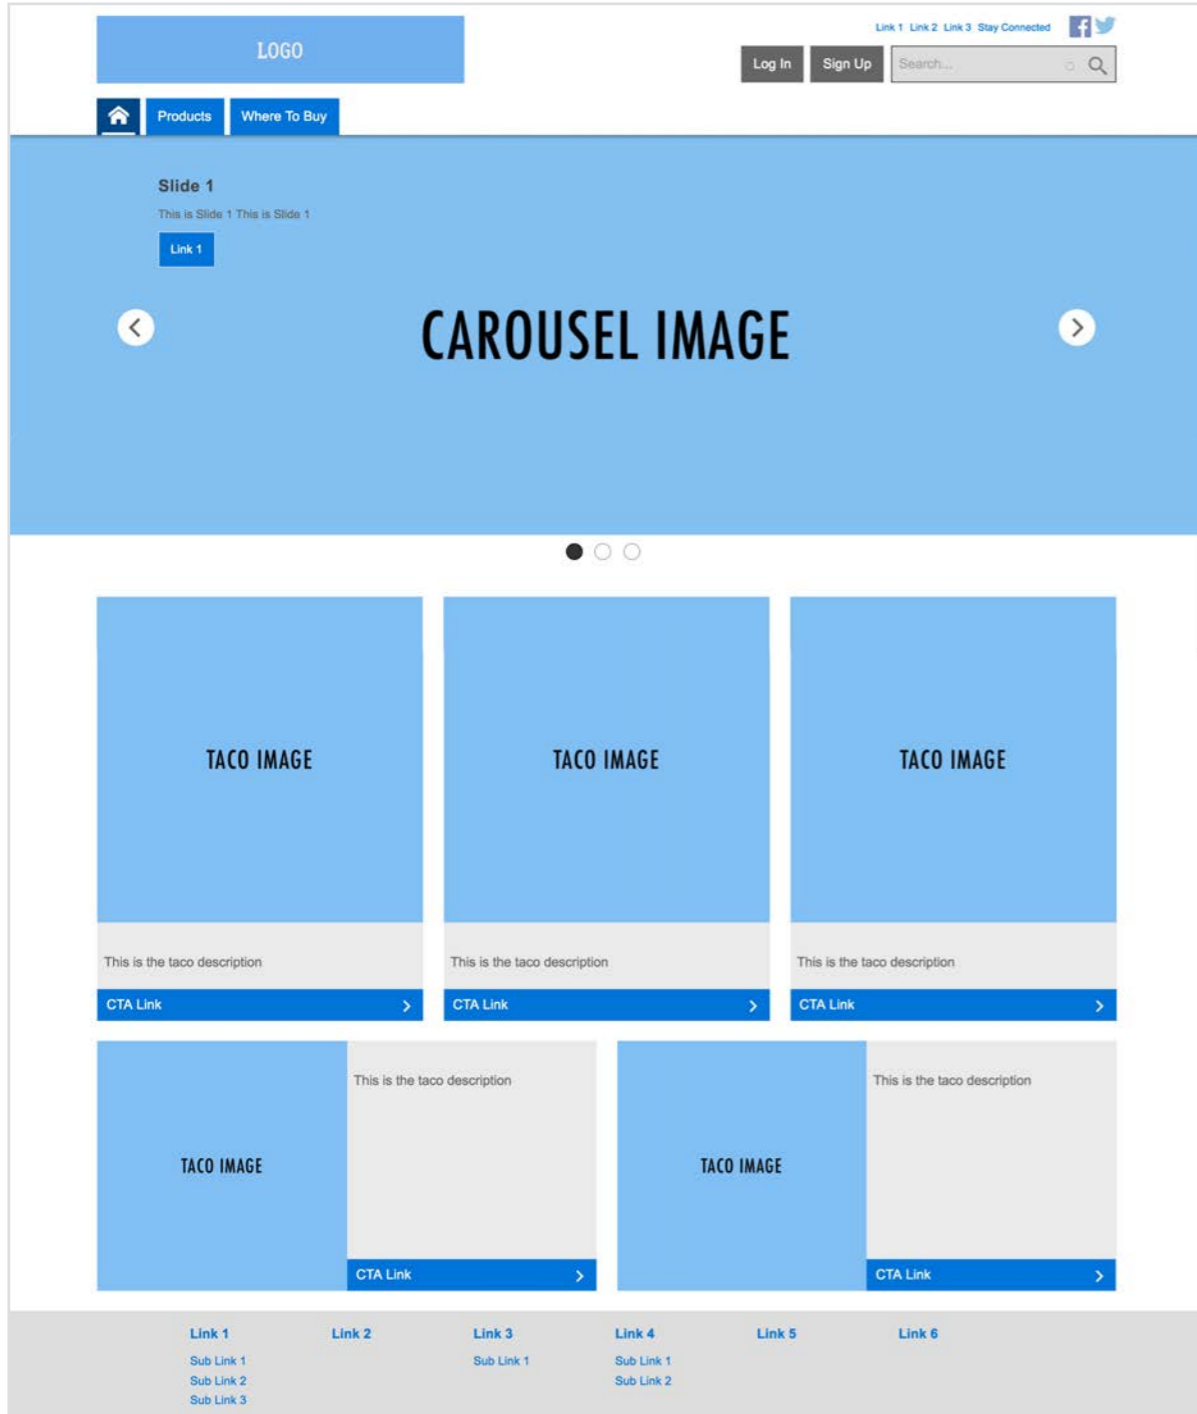 LOGO
Link 1 Link 2 Link 3 Stay Connected
Log In Sign Up Search...
Products Where To Buy
Slide 1
This is Slide 1 This is Slide 1
Link 1
CAROUSEL IMAGE
TACO IMAGE TACO IMAGE TACO IMAGE
This is the taco description This is the taco description This is the taco description
CTA Link CTA Link CTA Link
This is the taco description This is the taco description
TACO IMAGE TACO IMAGE
CTA Link CTA Link
Link 1 Link 2 Link 3 Link 4 Link 5 Link 6
Sub Link 1 Sub Link 1 Sub Link 1
Sub Link 2 Sub Link 2
Sub Link 3